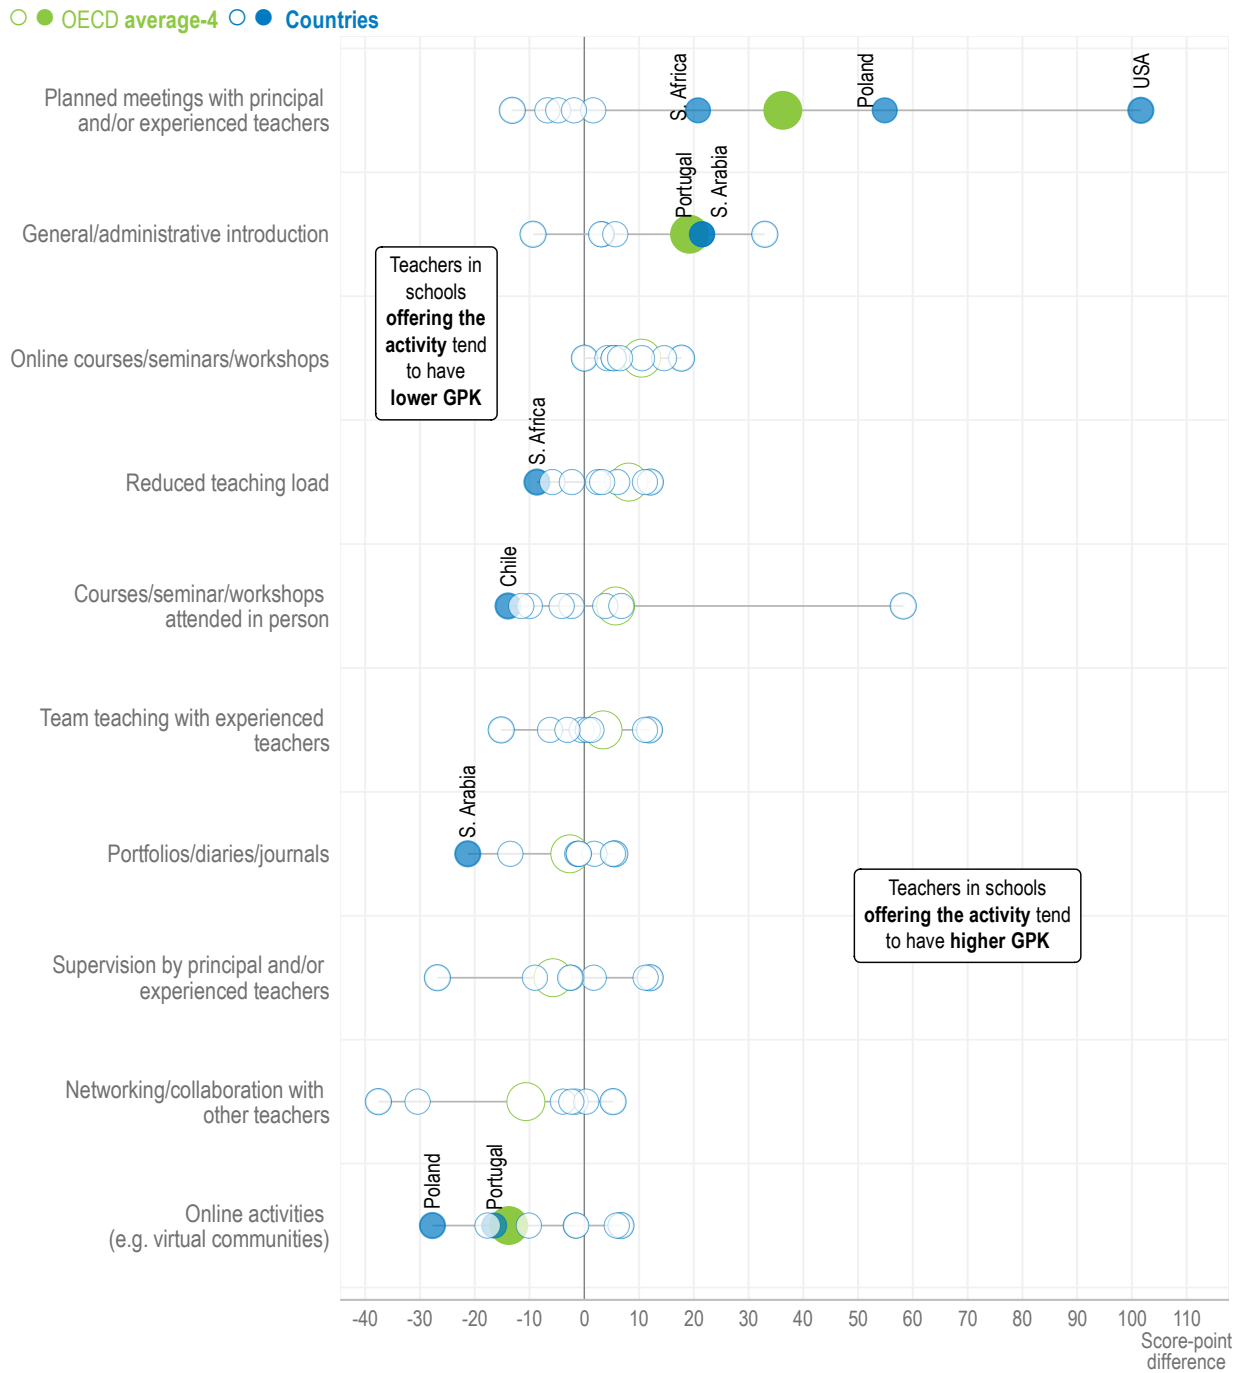 OECD average-4 Countries
S. Africa
Poland
USA
Planned meetings with principal
and/or experienced teachers
Portugal
S. Arabia
General/administrative introduction
Teachers in
schools
offering the
activity tend
to have
lower GPK
Online courses/seminars/workshops
S. Africa
Reduced teaching load
Chile
Courses/seminar/workshops
attended in person
Team teaching with experienced
teachers
S. Arabia
Portfolios/diaries/journals
Teachers in schools
offering the activity tend
to have higher GPK
Supervision by principal and/or
experienced teachers
Networking/collaboration with
other teachers
Poland
Portugal
Online activities
(e.g. virtual communities)
-40 -30 -20 -10 0 10 20 30 40 50 60 70 80 90 100 110
Score-point
difference